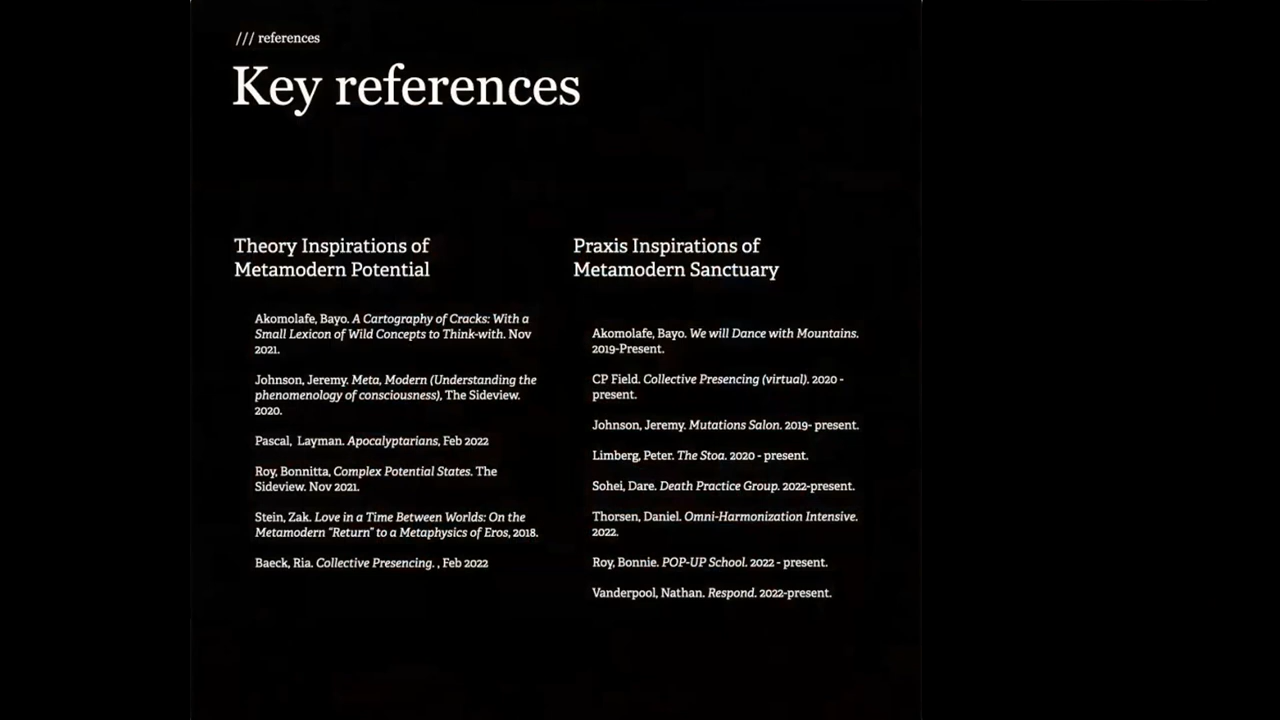 /// references
Key references
Theory Inspirations of
Metamodern Potential
Akomolafe, Bayo. A Cartography of Cracks: With a
Small Lexicon of Wild Concepts to Think-with. Nov
2021.
Johnson, Jeremy. Meta, Modern (Understanding the
phenomenology of consciousness), The Sideview.
2020.
Pascal, Layman. Apocalyptarians, Feb 2022
Roy, Bonnitta, Complex Potential States. The
Sideview. Nov 2021.
Stein, Zak. Love in a Time Between Worlds: On the
Metamodern "Return" to a Metaphysics of Eros, 2018.
Baeck, Ria. Collective Presencing. , Feb 2022
Praxis Inspirations of
Metamodern Sanctuary
Akomolafe, Bayo. We will Dance with Mountains.
2019-Present.
CP Field. Collective Presencing (virtual). 2020 -
present.
Johnson, Jeremy. Mutations Salon. 2019- present.
Limberg, Peter. The Stoa. 2020 - present.
Sohei, Dare. Death Practice Group. 2022-present.
Thorsen, Daniel. Omni-Harmonization Intensive.
2022.
Roy, Bonnie. POP-UP School. 2022 - present.
Vanderpool, Nathan. Respond. 2022-present.